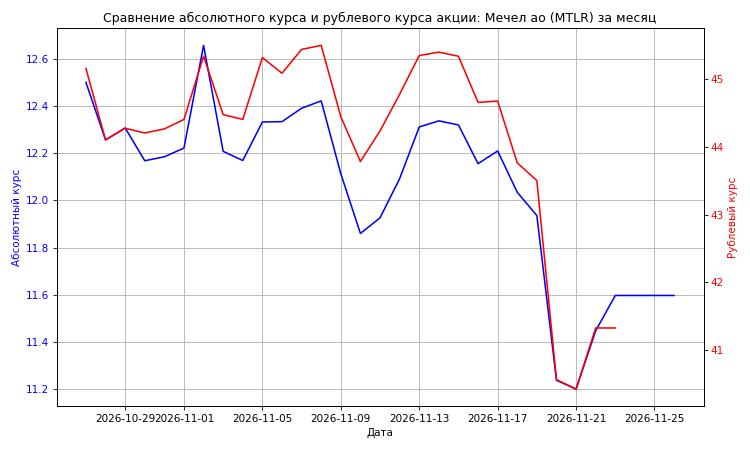 Сравнение абсолютного курса и рублевого курса акции: Мечел ао (MTLR) за месяц
Абсолютный курс
12.6
12.4
12.2
12.0
11.8
11.6
11.4
11.2
45
44
43
42
41
Рублевый курс
2026-10-29 2026-11-01 2026-11-05 2026-11-09 2026-11-13 2026-11-17 2026-11-21 2026-11-25
Дата